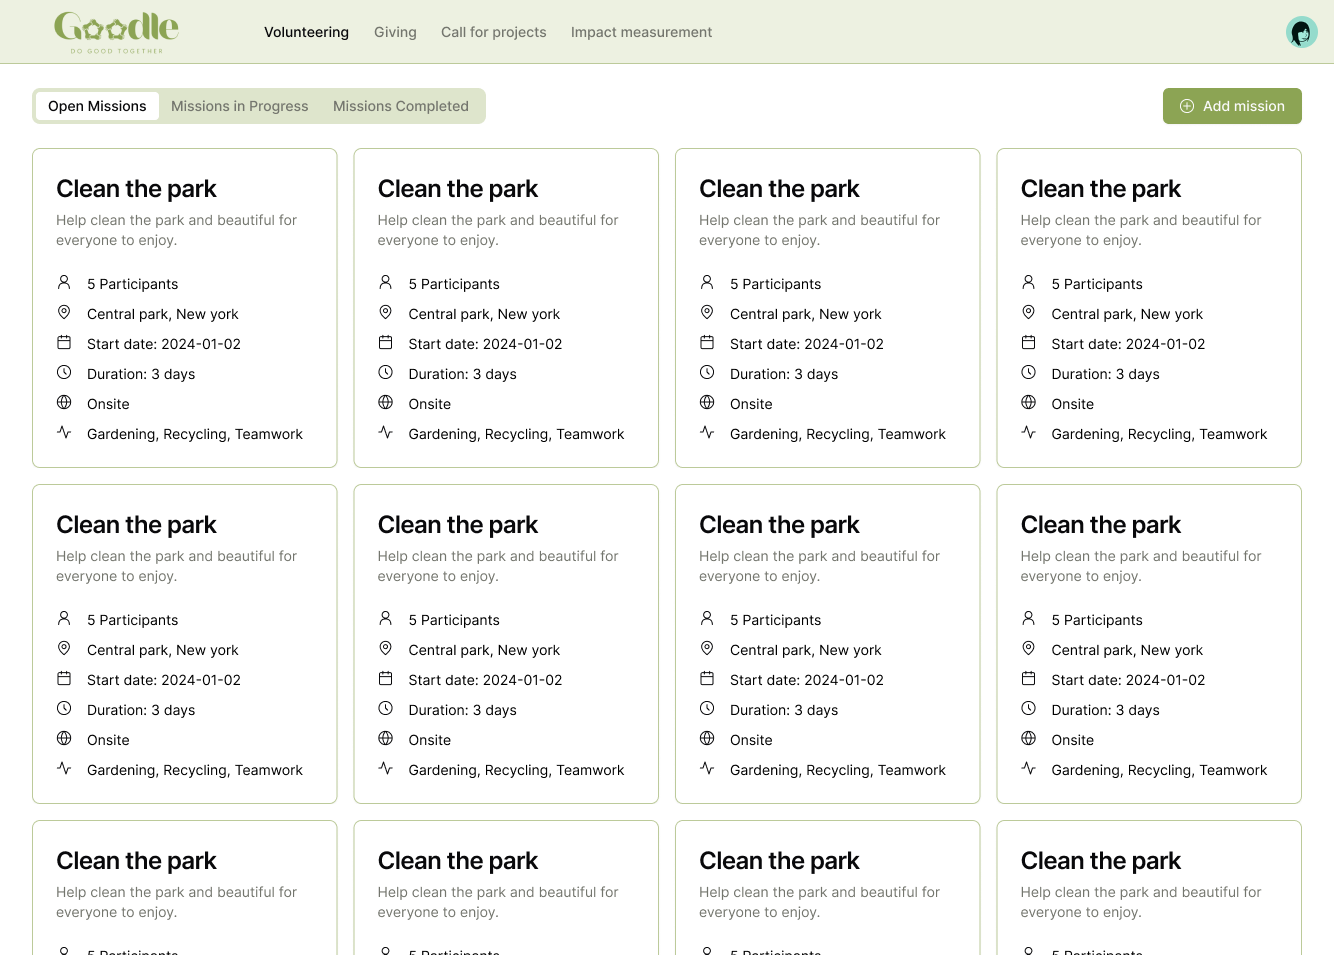 Goodle
DO GOOD TOGETHER
Volunteering Giving Call for projects Impact measurement
Open Missions Missions in Progress Missions Completed
Add mission
Clean the park
Help clean the park and beautiful for
everyone to enjoy.
5 Participants
Central park, New york
Start date: 2024-01-02
Duration: 3 days
Onsite
Gardening, Recycling, Teamwork
Clean the park
Help clean the park and beautiful for
everyone to enjoy.
5 Participants
Central park, New york
Start date: 2024-01-02
Duration: 3 days
Onsite
Gardening, Recycling, Teamwork
Clean the park
Help clean the park and beautiful for
everyone to enjoy.
5 Participants
Central park, New york
Start date: 2024-01-02
Duration: 3 days
Onsite
Gardening, Recycling, Teamwork
Clean the park
Help clean the park and beautiful for
everyone to enjoy.
5 Participants
Central park, New york
Start date: 2024-01-02
Duration: 3 days
Onsite
Gardening, Recycling, Teamwork
Clean the park
Help clean the park and beautiful for
everyone to enjoy.
5 Participants
Central park, New york
Start date: 2024-01-02
Duration: 3 days
Onsite
Gardening, Recycling, Teamwork
Clean the park
Help clean the park and beautiful for
everyone to enjoy.
5 Participants
Central park, New york
Start date: 2024-01-02
Duration: 3 days
Onsite
Gardening, Recycling, Teamwork
Clean the park
Help clean the park and beautiful for
everyone to enjoy.
5 Participants
Central park, New york
Start date: 2024-01-02
Duration: 3 days
Onsite
Gardening, Recycling, Teamwork
Clean the park
Help clean the park and beautiful for
everyone to enjoy.
5 Participants
Central park, New york
Start date: 2024-01-02
Duration: 3 days
Onsite
Gardening, Recycling, Teamwork
Clean the park
Help clean the park and beautiful for
everyone to enjoy.
5 Participants
Clean the park
Help clean the park and beautiful for
everyone to enjoy.
5 Participants
Clean the park
Help clean the park and beautiful for
everyone to enjoy.
5 Participants
Clean the park
Help clean the park and beautiful for
everyone to enjoy.
5 Participants